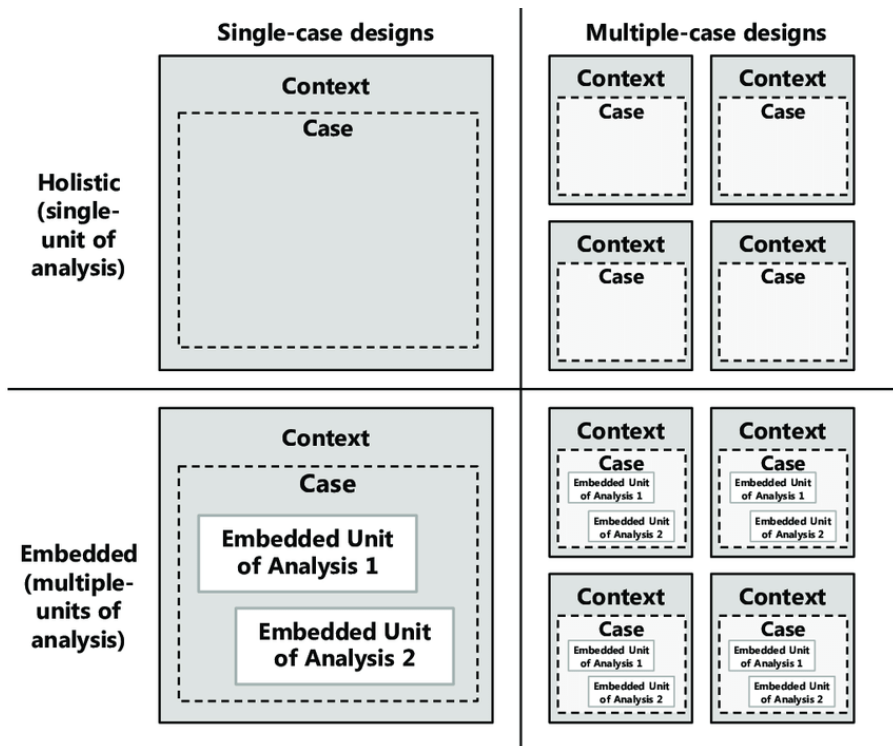 Single-case designs
Multiple-case designs
Holistic
(single-
unit of
analysis)
Context
Case
Context
Case
Context
Case
Context
Case
Context
Case
Embedded
(multiple-
units of
analysis)
Context
Case
Embedded Unit
of Analysis 1
Embedded Unit
of Analysis 2
Context
Case
Embedded Unit
of Analysis 1
Embedded Unit
of Analysis 2
Context
Case
Embedded Unit
of Analysis 1
Embedded Unit
of Analysis 2
Context
Case
Embedded Unit
of Analysis 1
Embedded Unit
of Analysis 2
Context
Case
Embedded Unit
of Analysis 1
Embedded Unit
of Analysis 2